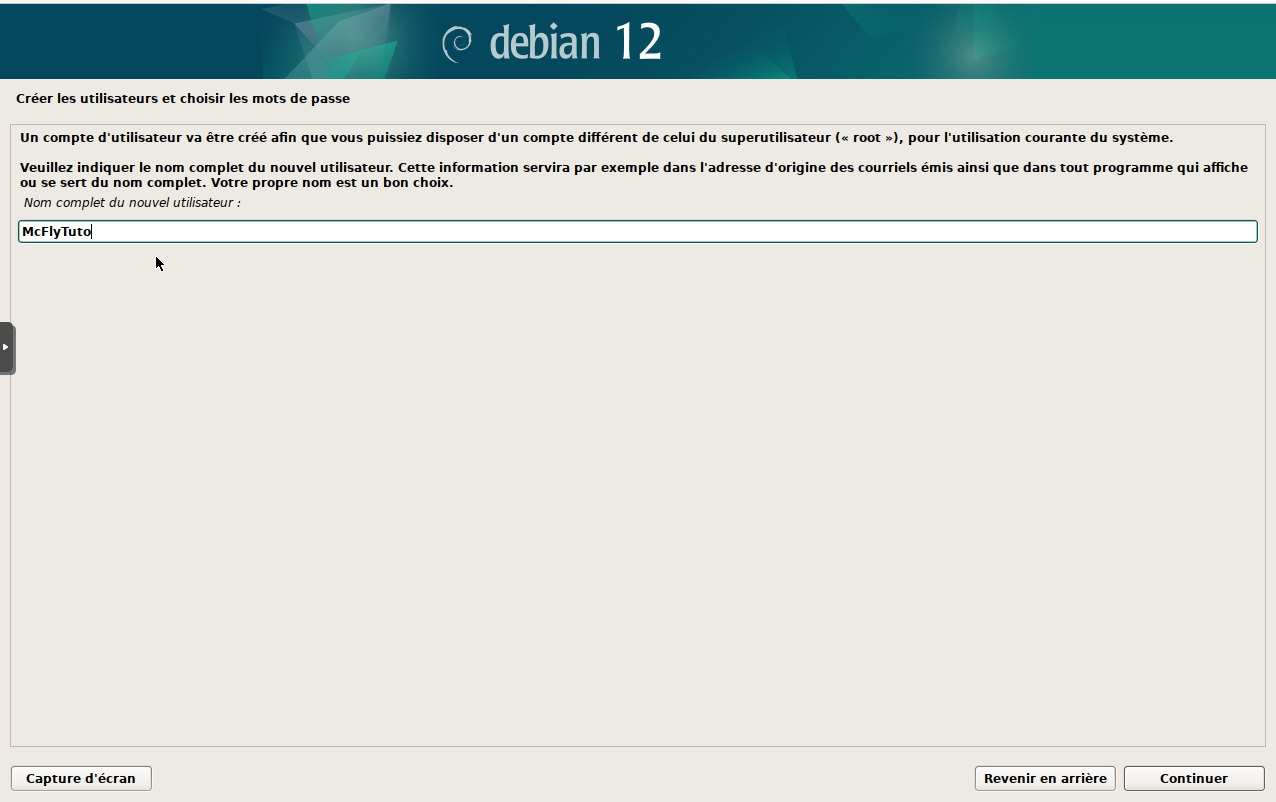 debian 12
Créer les utilisateurs et choisir les mots de passe
Un compte d'utilisateur va être créé afin que vous puissiez disposer d'un compte différent de celui du superutilisateur (« root »), pour l'utilisation courante du système.
Veuillez indiquer le nom complet du nouvel utilisateur. Cette information servira par exemple dans l'adresse d'origine des courriels émis ainsi que dans tout programme qui affiche
ou se sert du nom complet. Votre propre nom est un bon choix.
Nom complet du nouvel utilisateur :
McFlyTuto
Capture d'écran
Revenir en arrière
Continuer